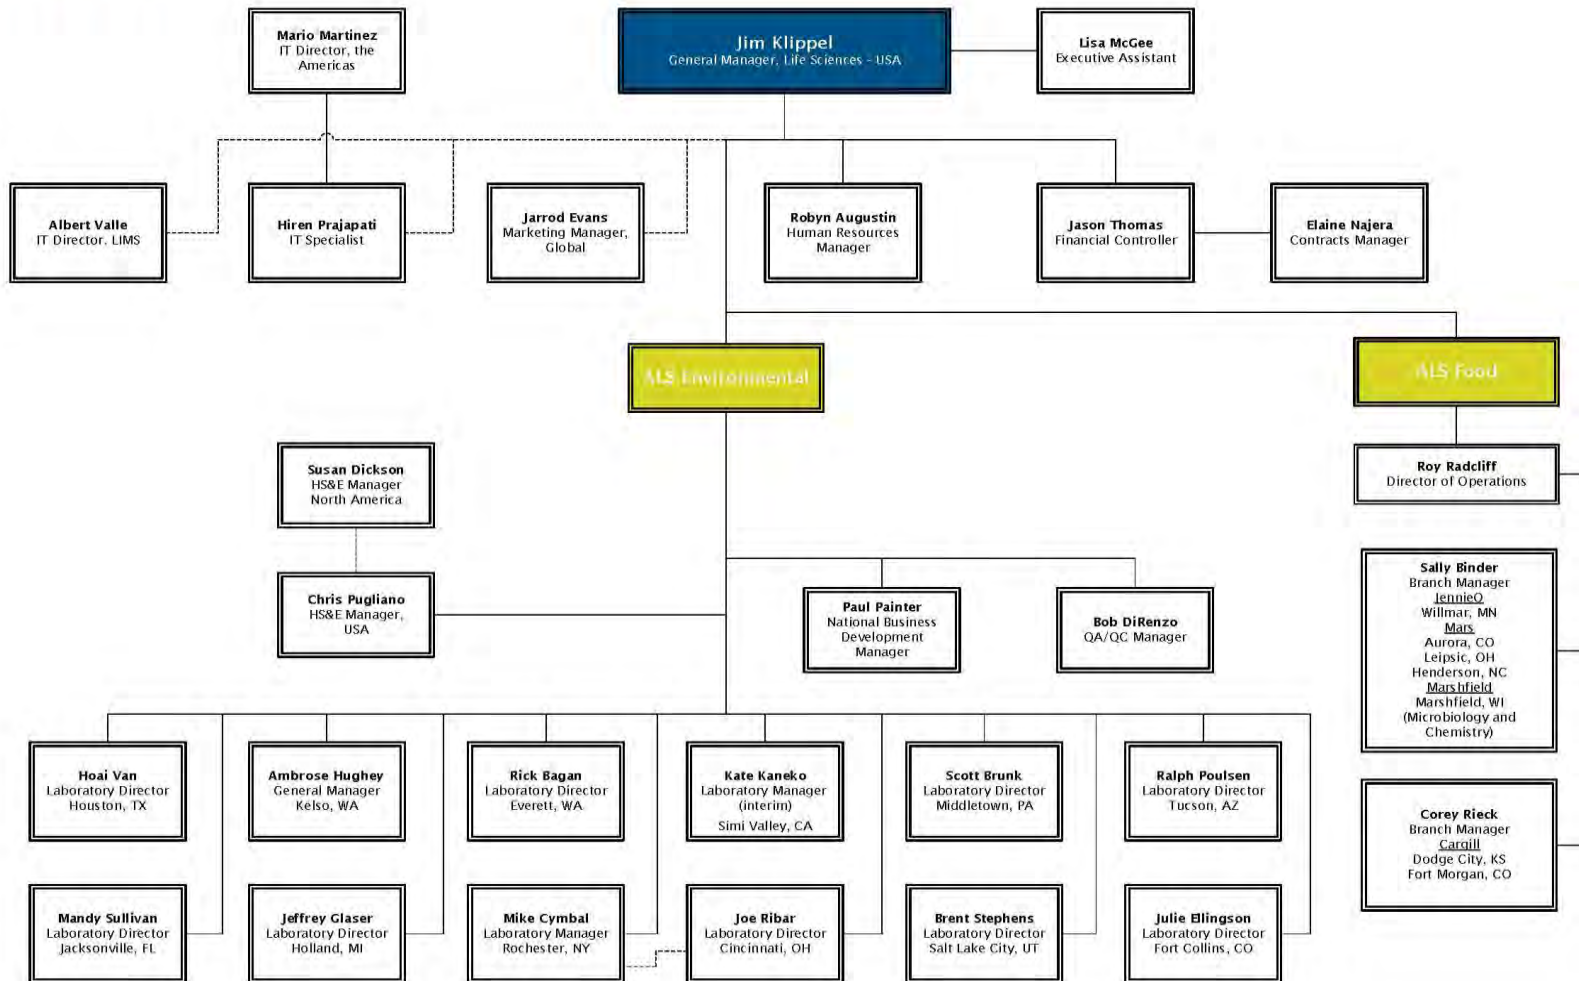 Mario Martinez
IT Director, the
Americas
Jim Klippel
General Manager, Life Sciences - USA
Lisa McGee
Executive Assistant
Albert Valle
IT Director. LIMS
Hiren Prajapati
IT Specialist
Jarrod Evans
Marketing Manager,
Global
Robyn Augustin
Human Resources
Manager
Jason Thomas
Financial Controller
Elaine Najera
Contracts Manager
ALS Environmental
ALS Food
Susan Dickson
HS&E Manager
North America
Roy Radcliff
Director of Operations
Chris Pugliano
HS&E Manager,
USA
Paul Painter
National Business
Development
Manager
Bob DiRenzo
QA/QC Manager
Sally Binder
Branch Manager
JennieO
Willmar, MN
Mars
Aurora, CO
Leipsic, OH
Henderson, NC
Marshfield
Marshfield, WI
(Microbiology and
Chemistry)
Hoai Van
Laboratory Director
Houston, TX
Ambrose Hughey
General Manager
Kelso, WA
Rick Bagan
Laboratory Director
Everett, WA
Kate Kaneko
Laboratory Manager
(interim)
Simi Valley, CA
Scott Brunk
Laboratory Director
Middletown, PA
Ralph Poulsen
Laboratory Director
Tucson, AZ
Corey Rieck
Branch Manager
Cargill
Dodge City, KS
Fort Morgan, CO
Mandy Sullivan
Laboratory Director
Jacksonville, FL
Jeffrey Glaser
Laboratory Director
Holland, MI
Mike Cymbal
Laboratory Manager
Rochester, NY
Joe Ribar
Laboratory Director
Cincinnati, OH
Brent Stephens
Laboratory Director
Salt Lake City, UT
Julie Ellingson
Laboratory Director
Fort Collins, CO